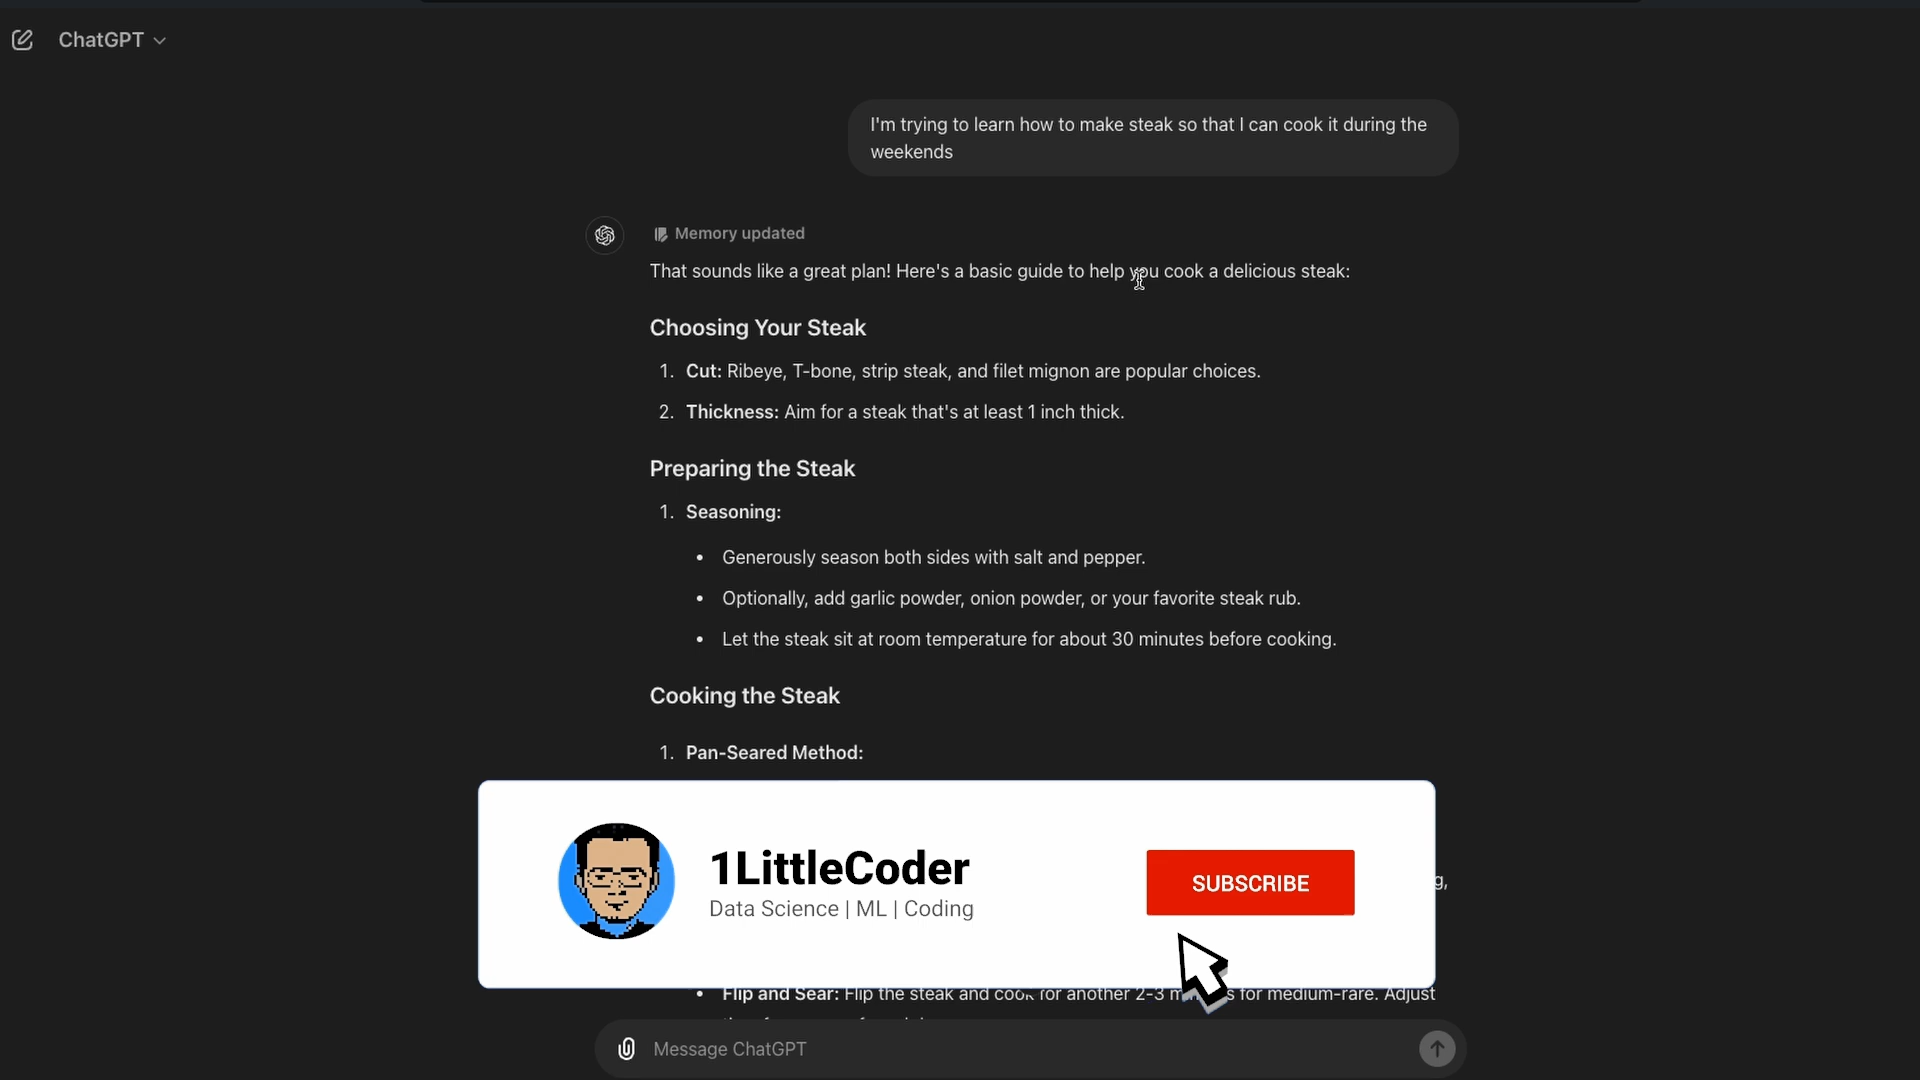 ChatGPT
I'm trying to learn how to make steak so that I can cook it during the
weekends
Memory updated
That sounds like a great plan! Here's a basic guide to help you cook a delicious steak:
Choosing Your Steak
1. Cut: Ribeye, T-bone, strip steak, and filet mignon are popular choices.
2. Thickness: Aim for a steak that's at least 1 inch thick.
Preparing the Steak
1. Seasoning:
• Generously season both sides with salt and pepper.
• Optionally, add garlic powder, onion powder, or your favorite steak rub.
• Let the steak sit at room temperature for about 30 minutes before cooking.
Cooking the Steak
1. Pan-Seared Method:
1LittleCoder
Data Science | ML | Coding
SUBSCRIBE
g,
• Flip and Sear: Flip the steak and cook for another 2-3 for medium-rare. Adjust
Message ChatGPT